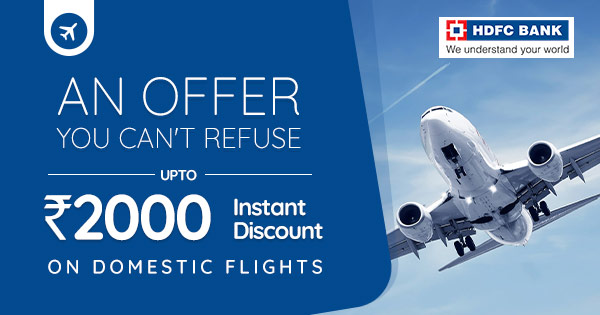 HDFC BANK
We understand your world
AN OFFER
YOU CAN'T REFUSE
UPTO
₹2000 Instant
Discount
ON DOMESTIC FLIGHTS